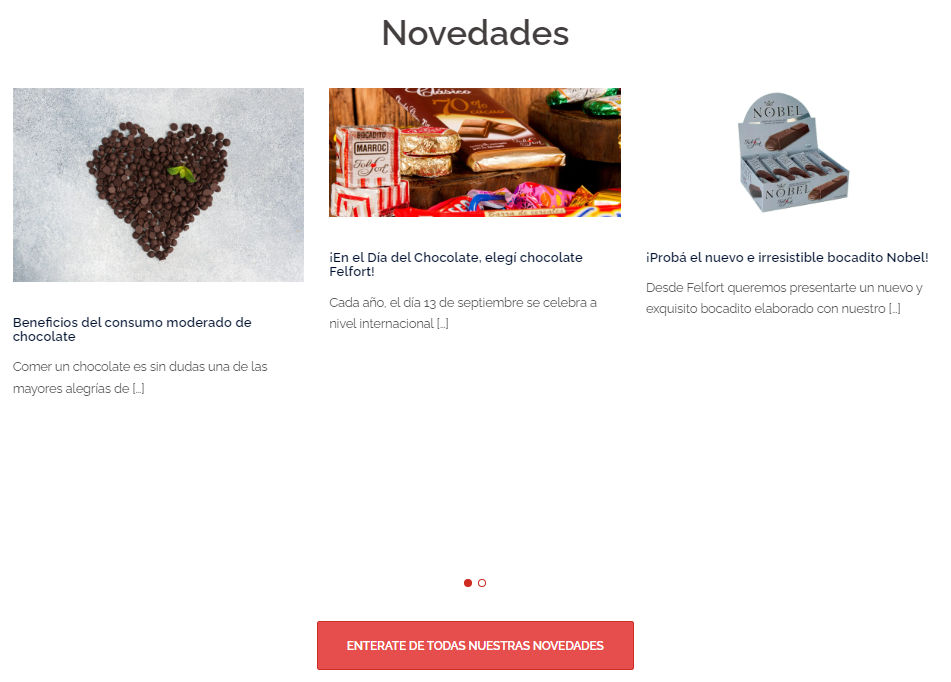 Novedades
Clásico
70%
cacao
BOCADITO
MARROC
Felfort
NOBEL
Felfort
NOBEL
Beneficios del consumo moderado de
chocolate
Comer un chocolate es sin dudas una de las
mayores alegrías de [...]
¡En el Día del Chocolate, elegí chocolate
Felfort!
Cada año, el día 13 de septiembre se celebra a
nivel internacional [...]
¡Probá el nuevo e irresistible bocadito Nobel!
Desde Felfort queremos presentarte un nuevo y
exquisito bocadito elaborado con nuestro [...]
ENTERATE DE TODAS NUESTRAS NOVEDADES